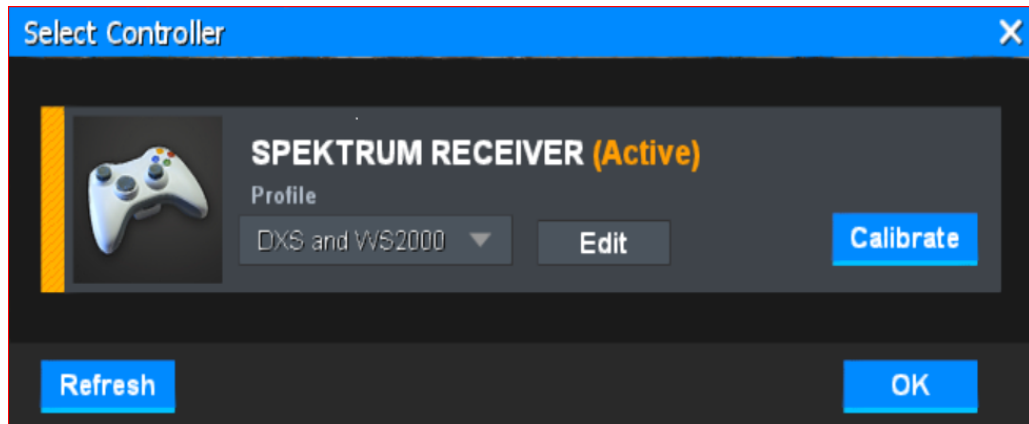 Select Controller
SPEKTRUM RECEIVER (Active)
Profile
DXS and WS2000
Edit
Calibrate
Refresh
OK